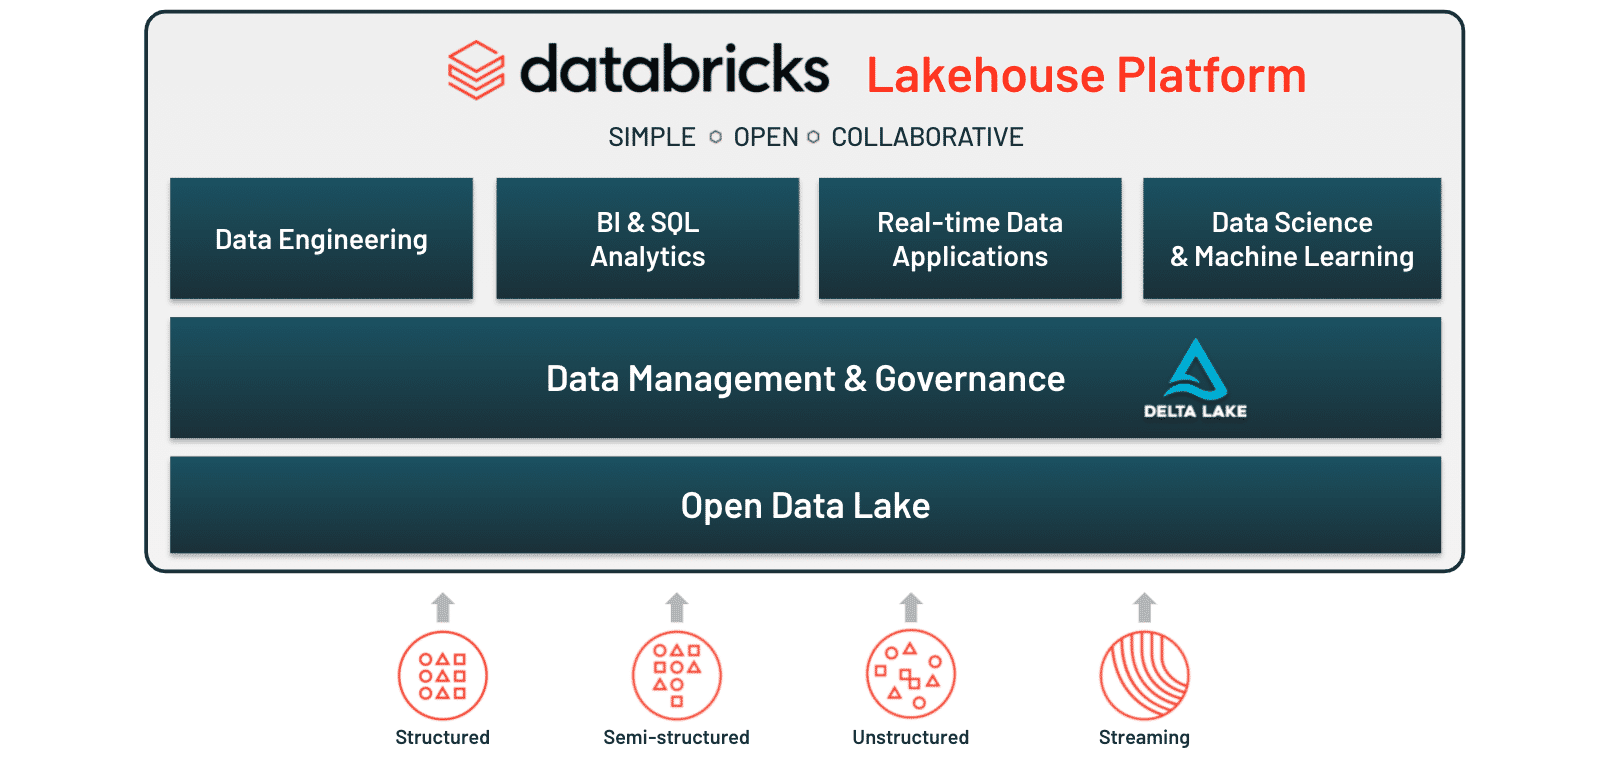 databricks Lakehouse Platform
SIMPLE OPEN COLLABORATIVE
Data Engineering
BI & SQL
Analytics
Real-time Data
Applications
Data Science
& Machine Learning
Data Management & Governance
DELTA LAKE
Open Data Lake
Structured
Semi-structured
Unstructured
Streaming